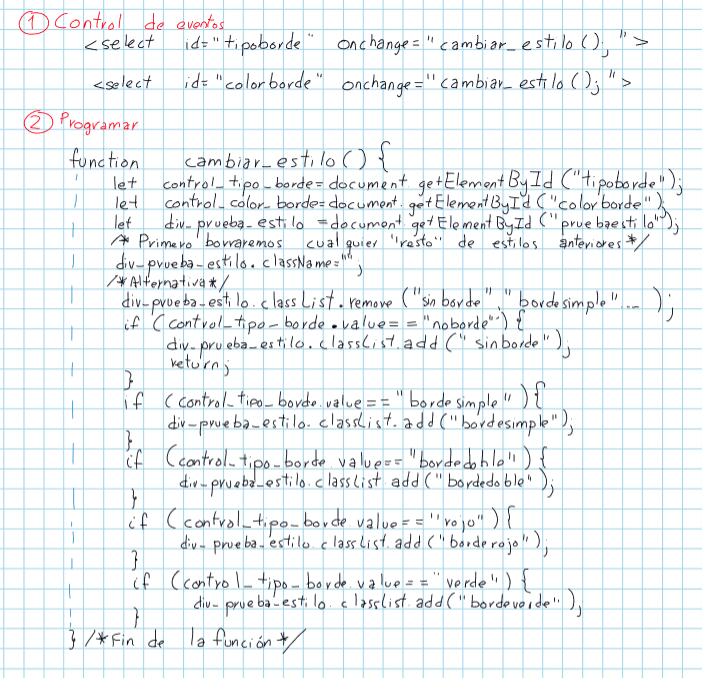 1 Control de eventos
<select id="tipoborde" onchange="cambiar_estilo();">
<select id="colorborde" onchange="cambiar_estilo();">
2 Programar
function cambiar_estilo() {
let control_tipo_borde=document.getElementById("tipoborde");
let control_color_borde=document.getElementById("colorborde");
let div_prueba_estilo=document.getElementById("pruebaestilo");
/* Primero borraremos cualquier "resto" de estilos anteriores */
div_prueba_estilo.className="";
/*Alternativa*/
div_prueba_estilo.classList.remove("sinborde","bordesimple"... );
if (control_tipo_borde.value=="noborde") {
div_prueba_estilo.classList.add("sinborde");
return;
}
if (control_tipo_borde.value=="bordesimple") {
div_prueba_estilo.classList.add("bordesimple");
}
if (control_tipo_borde.value=="bordedoble") {
div_prueba_estilo.classList.add("bordedoble");
}
if (control_tipo_borde.value=="rojo") {
div_prueba_estilo.classList.add("borderojo");
}
if (control_tipo_borde.value=="verde") {
div_prueba_estilo.classlist.add("bordeverde");
}
} /*Fin de la función*/